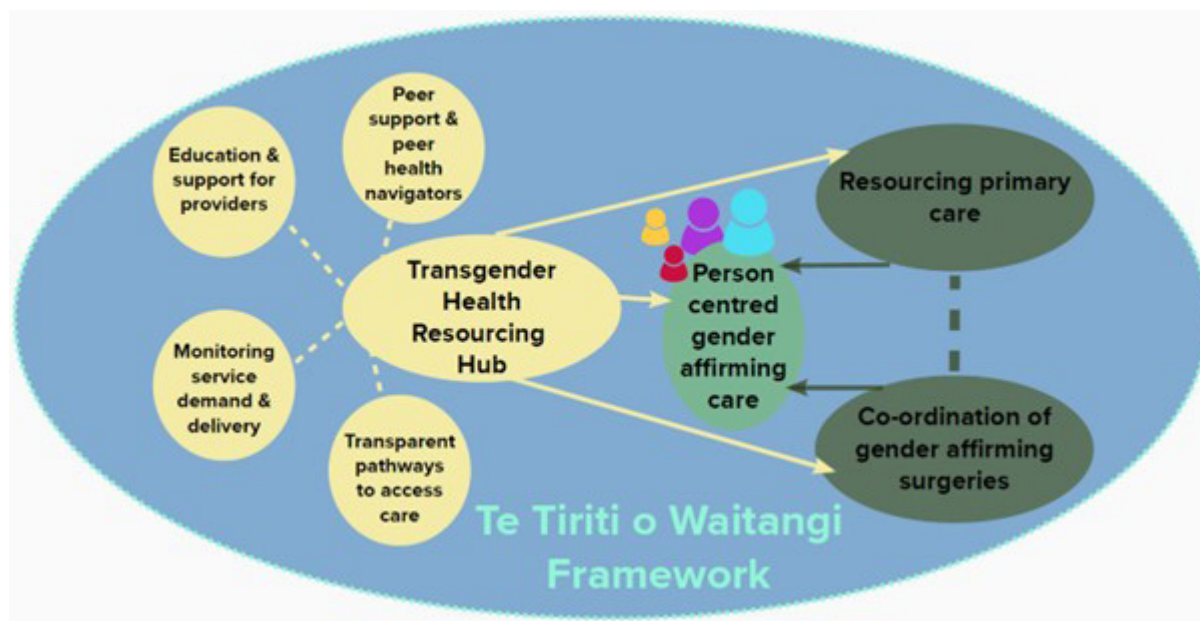 Peer
support &
peer
health
navigators
Education &
support for
providers
Resourcing primary
care
Transgender
Health
Resourcing
Hub
Person
centred
gender
affirming
care
Monitoring
service
demand &
delivery
Transparent
pathways
to access
care
Co-ordination of
gender affirming
surgeries
Te Tiriti o Waitangi
Framework